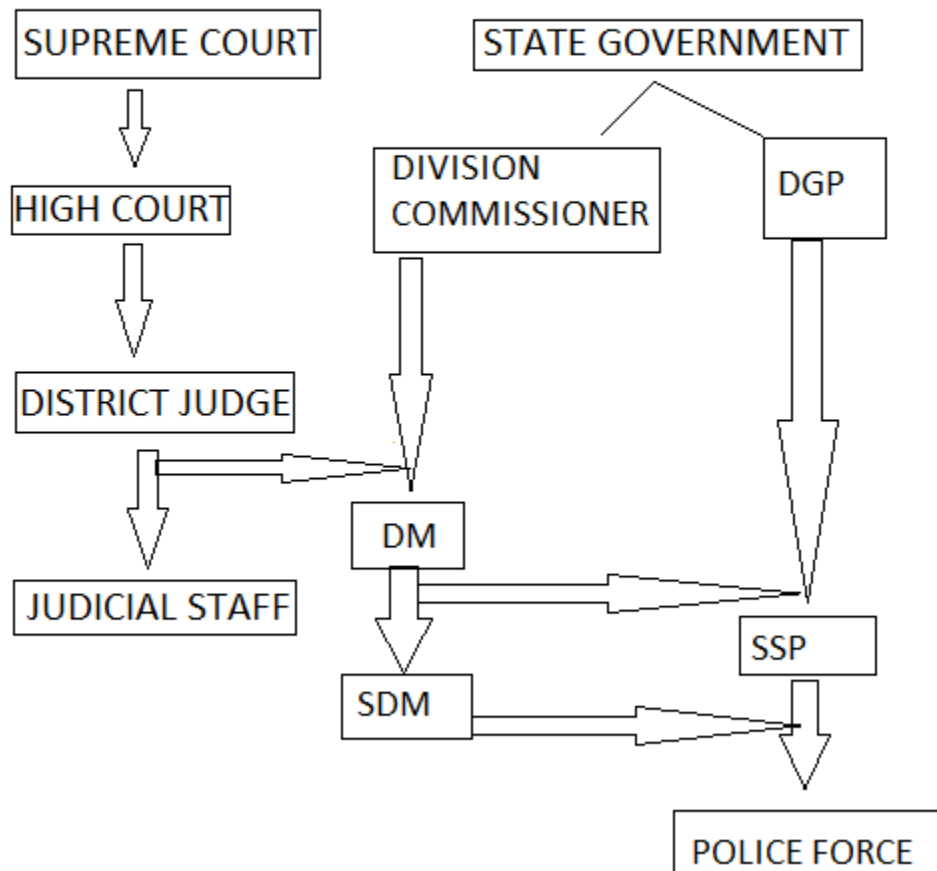 SUPREME COURT
STATE GOVERNMENT
DIVISION
COMMISSIONER
DGP
HIGH COURT
DISTRICT JUDGE
DM
JUDICIAL STAFF
SSP
SDM
POLICE FORCE